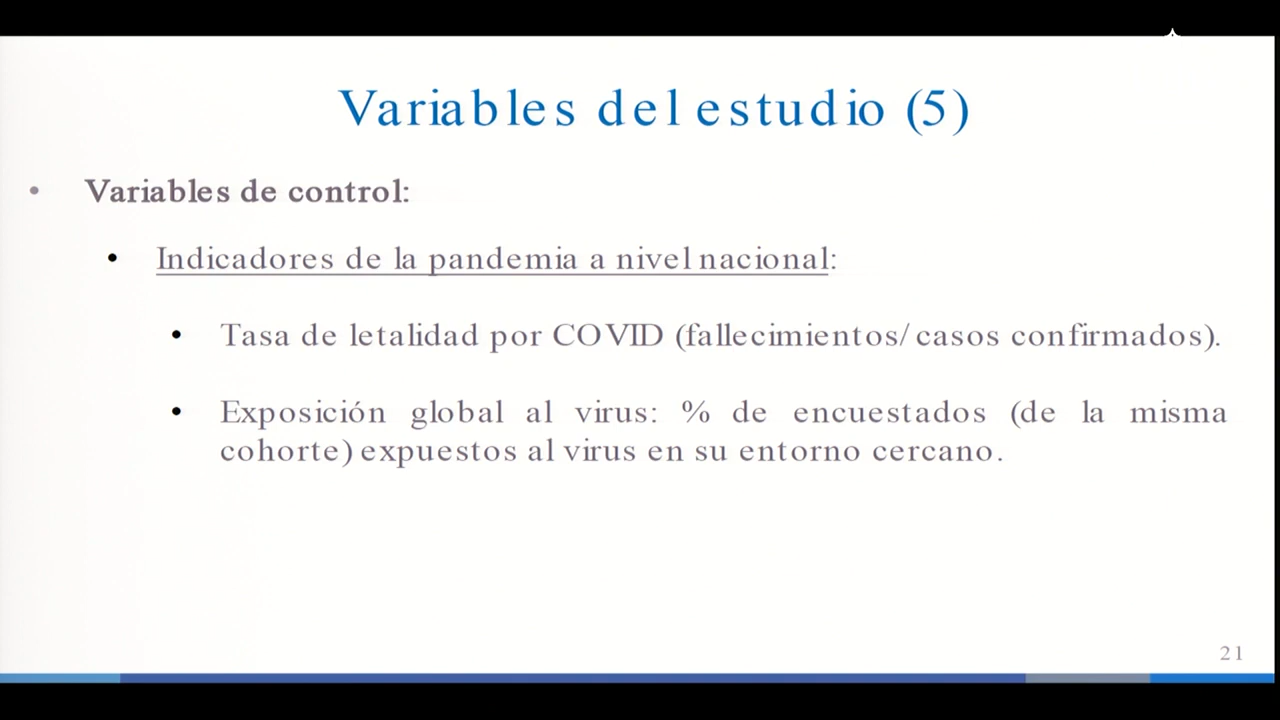 Variables del estudio (5)
• Variables de control:
• Indicadores de la pandemia a nivel nacional:
• Tasa de letalidad por COVID (fallecimientos/casos confirmados).
• Exposición global al virus: % de encuestados (de la misma
cohorte) expuestos al virus en su entorno cercano.
21